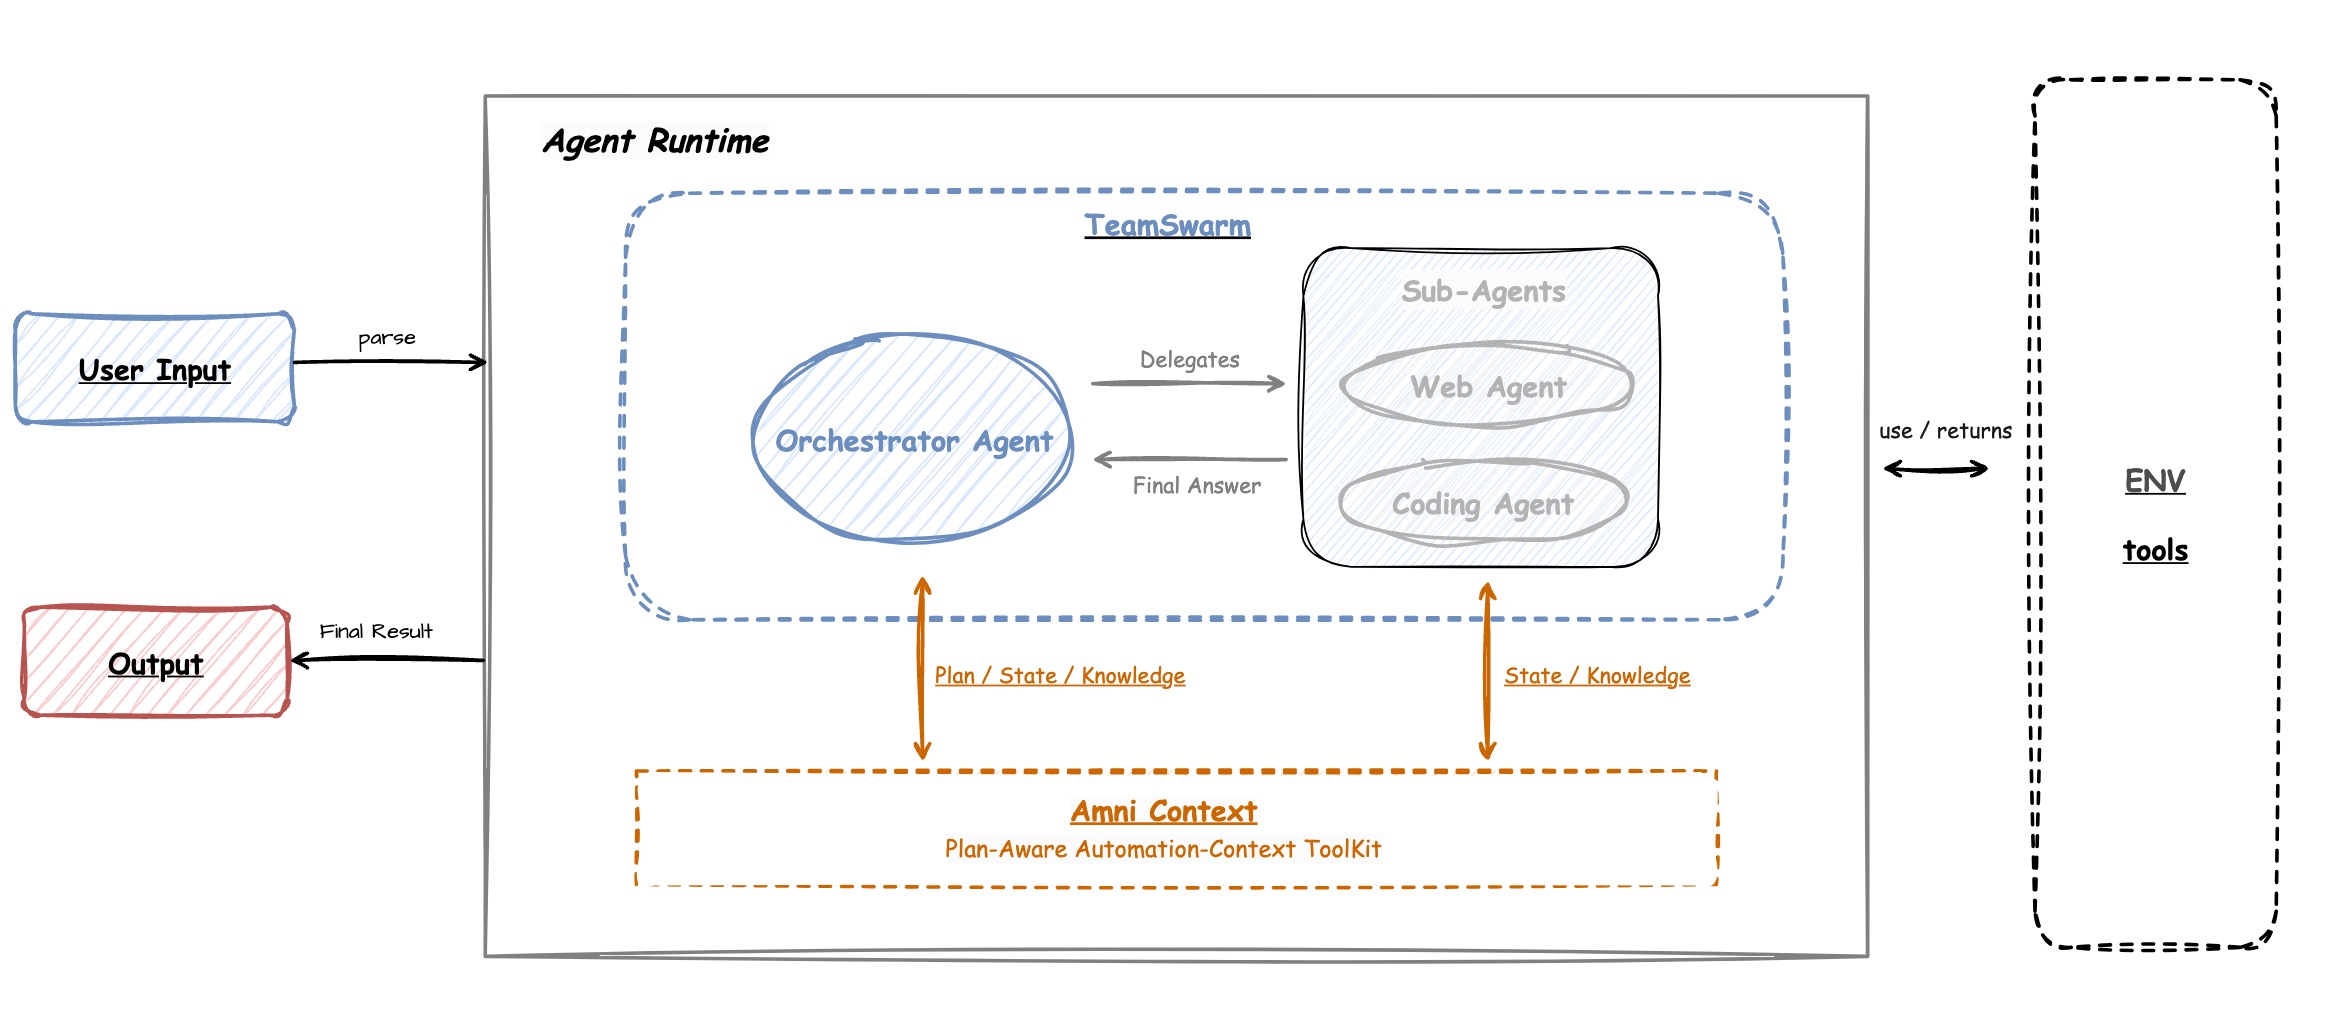 Agent Runtime
TeamSwarm
Sub-Agents
User Input
parse
Delegates
Web Agent
Orchestrator Agent
Final Answer
Coding Agent
use / returns
ENV
tools
Final Result
Output
Plan / State / Knowledge
State / Knowledge
Amni Context
Plan-Aware Automation-Context ToolKit